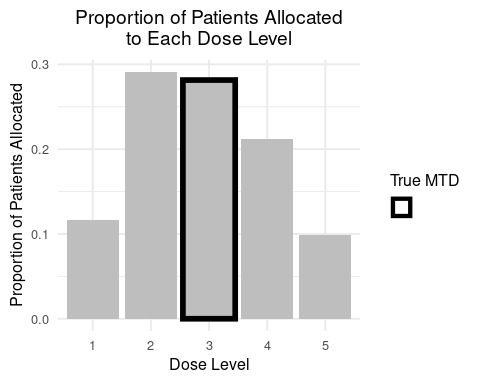 Proportion of Patients Allocated
to Each Dose Level
Proportion of Patients Allocated
0.3
0.2
0.1
0.0
1 2 3 4 5
Dose Level
True MTD